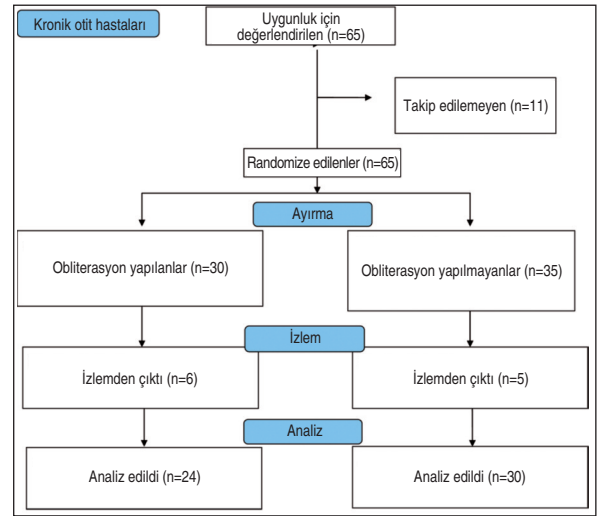 Kronik otit hastaları
Uygunluk için
değerlendirilen (n=65)
Takip edilemeyen (n=11)
Randomize edilenler (n=65)
Ayırma
Obliterasyon yapılanlar (n=30)
Obliterasyon yapılmayanlar (n=35)
İzlem
İzlemden çıktı (n=6)
İzlemden çıktı (n=5)
Analiz
Analiz edildi (n=24)
Analiz edildi (n=30)